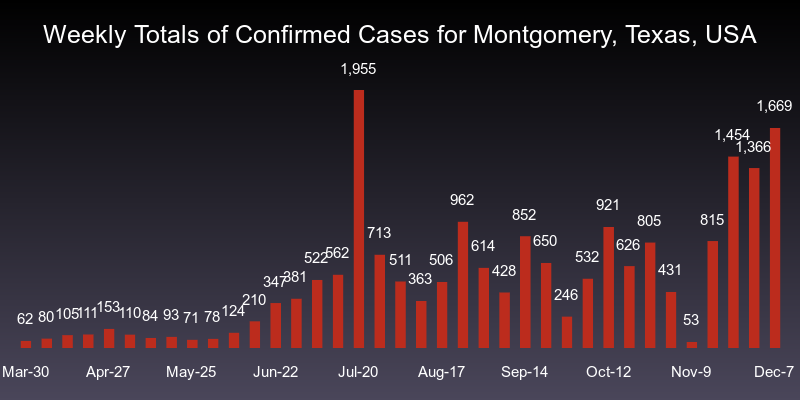 Weekly Totals of Confirmed Cases for Montgomery, Texas, USA
62 80 105 111 153 110 84 93 71 78 124 210 347 381 522 562 1,955 713 511 363 506 962 614 428 852 650 246 532 921 626 805 431 53 815 1,454 1,366 1,669
Mar-30 Apr-27 May-25 Jun-22 Jul-20 Aug-17 Sep-14 Oct-12 Nov-9 Dec-7